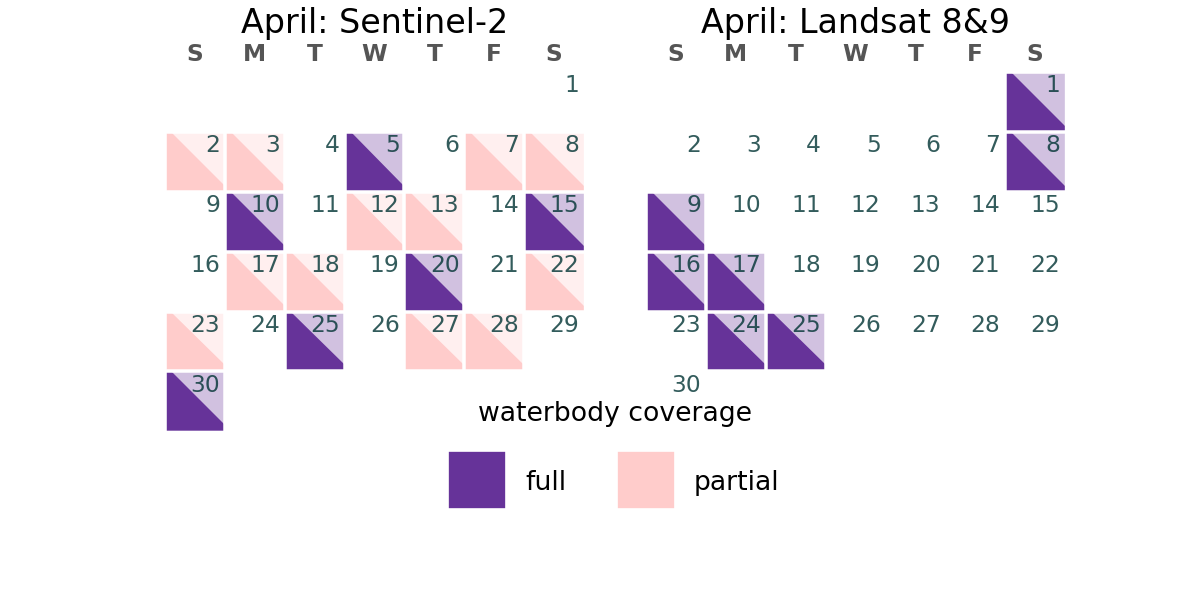 April: Sentinel-2
S M T W T F S
1
2 3 4 5 6 7 8
9 10 11 12 13 14 15
16 17 18 19 20 21 22
23 24 25 26 27 28 29
30
April: Landsat 8&9
S M T W T F S
1
2 3 4 5 6 7 8
9 10 11 12 13 14 15
16 17 18 19 20 21 22
23 24 25 26 27 28 29
30
waterbody coverage
full partial